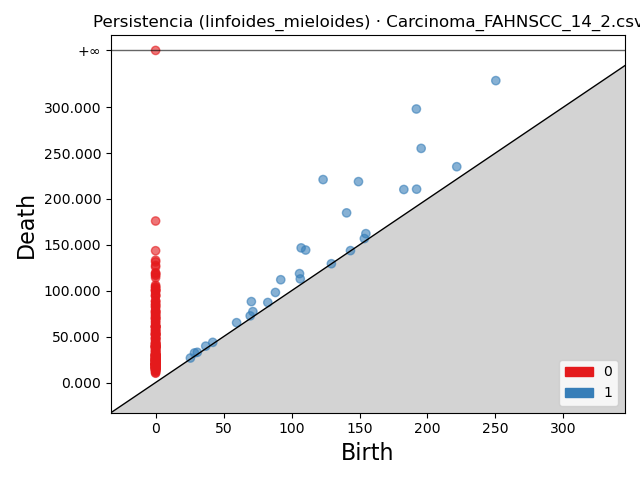 Persistencia (linfoides_mieloides) · Carcinoma_FAHNSCC_14_2.csv
+∞
300.000
250.000
200.000
150.000
100.000
50.000
0.000
Death
0
1
0 50 100 150 200 250 300
Birth